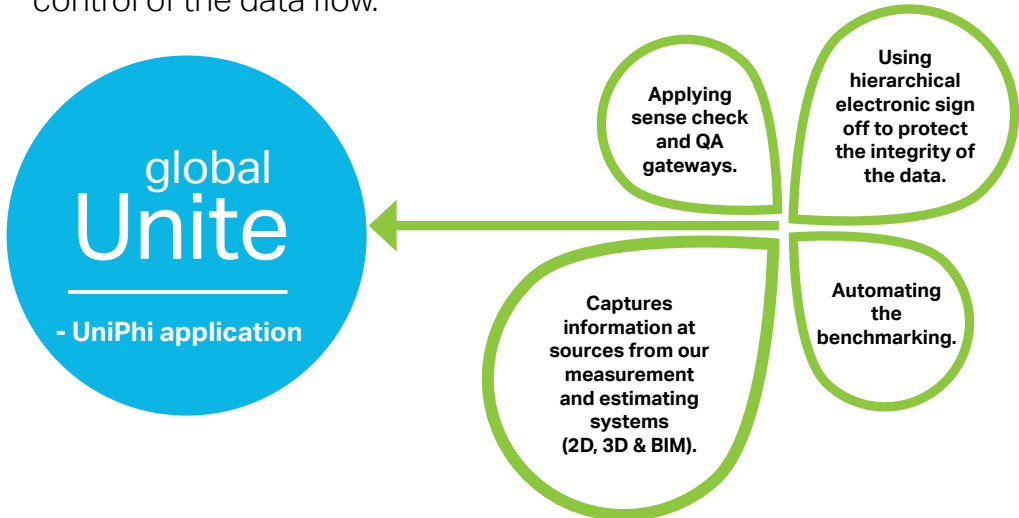 control of the data flow.
global
Unite
- UniPhi application
Applying
sense check
and QA
gateways.
Using
hierarchical
electronic sign
off to protect
the integrity of
the data.
Captures
information at
sources from our
measurement
and estimating
systems
(2D, 3D & BIM).
Automating
the
benchmarking.